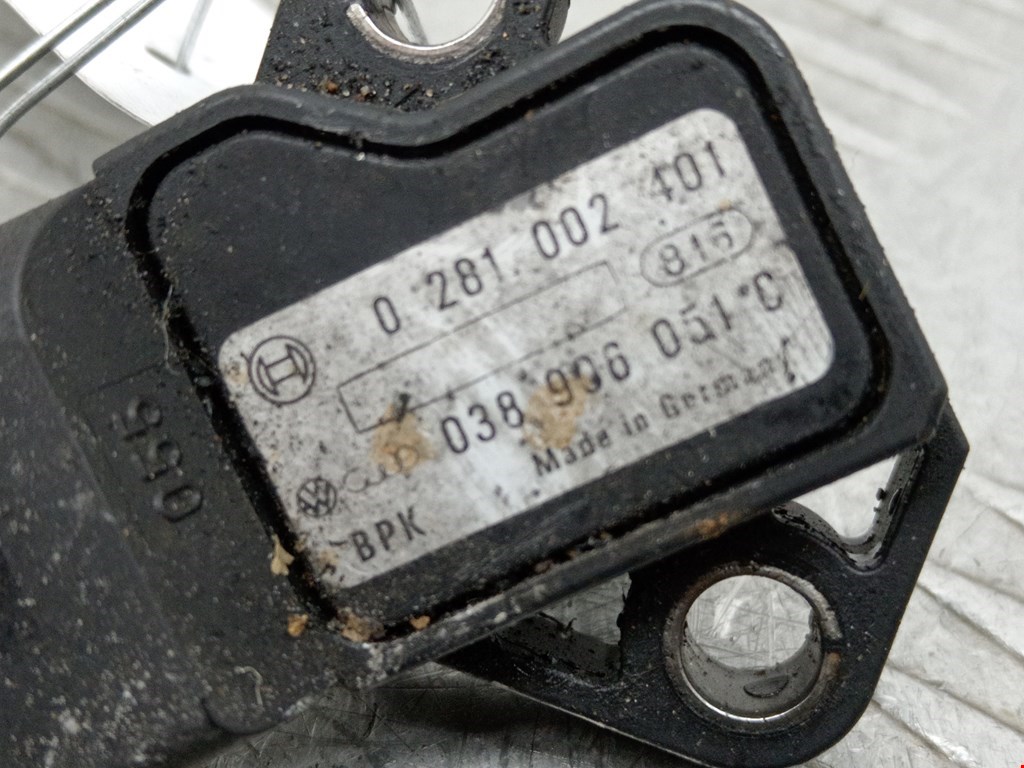 0 281 002 401
816
038 906 051 C
Made in Germany
BPK
055